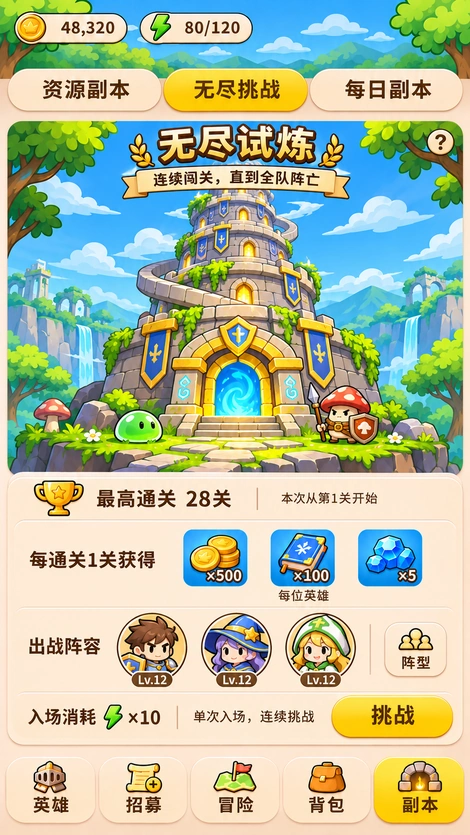 48,320
80/120
资源副本
无尽挑战
每日副本
无尽试炼
?
连续闯关，直到全队阵亡
最高通关 28关
本次从第1关开始
每通关1关获得
×500
×100
×5
每位英雄
出战阵容
Lv.12
Lv.12
Lv.12
阵型
入场消耗 ×10
单次入场，连续挑战
挑战
英雄
招募
冒险
背包
副本